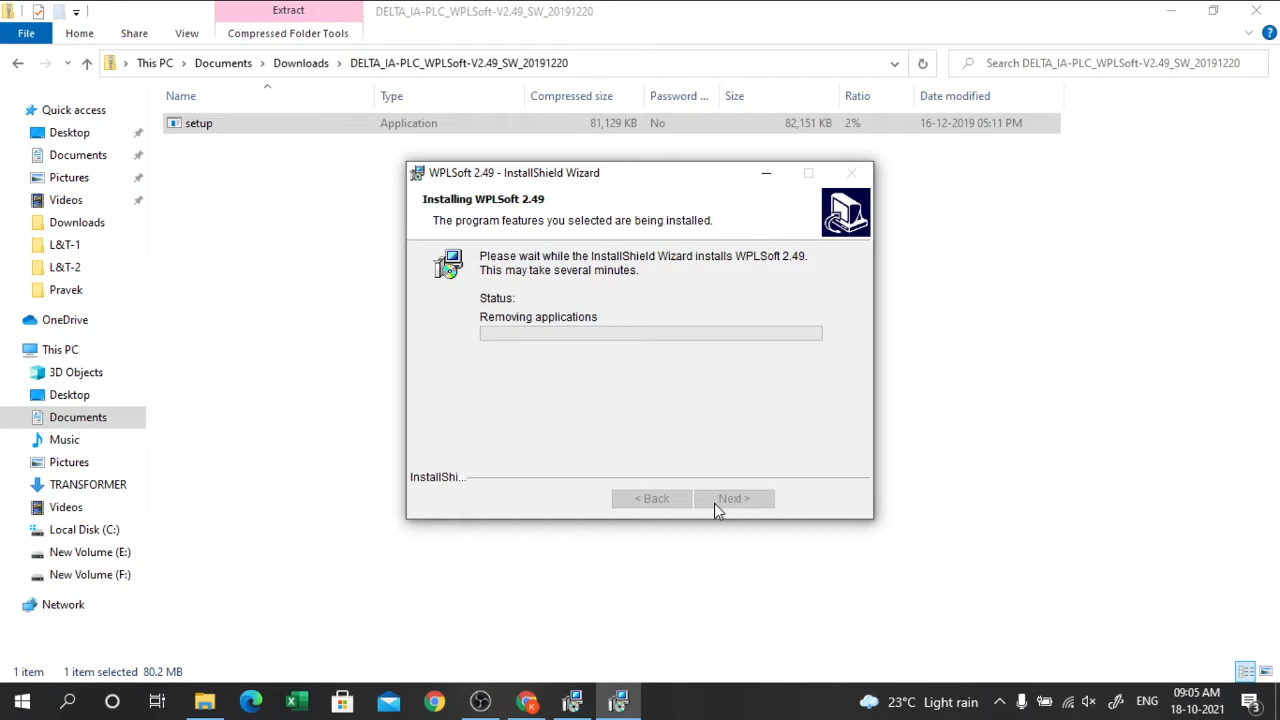 Extract
DELTA_IA-PLC_WPLSoft-V2.49_SW_20191220
File
Home
Share
View
Compressed Folder Tools
This PC
Documents
Downloads
DELTA_IA-PLC_WPLSoft-V2.49_SW_20191220
Search DELTA_IA-PLC_WPLSoft-V2.49_SW_20191220
Name
Type
Compressed size
Password ...
Size
Ratio
Date modified
setup
Application
81,129 KB
No
82,151 KB
2%
16-12-2019 05:11 PM
Quick access
Desktop
Documents
Pictures
Videos
Downloads
L&T-1
L&T-2
Pravek
OneDrive
This PC
3D Objects
Desktop
Documents
Music
Pictures
TRANSFORMER
Videos
Local Disk (C:)
New Volume (E:)
New Volume (F:)
Network
WPLSoft 2.49 - InstallShield Wizard
Installing WPLSoft 2.49
The program features you selected are being installed.
Please wait while the InstallShield Wizard installs WPLSoft 2.49.
This may take several minutes.
Status:
Removing applications
InstallShi...
< Back
Next >
1 item
1 item selected
80.2 MB
23°C Light rain
ENG
09:05 AM
18-10-2021
3